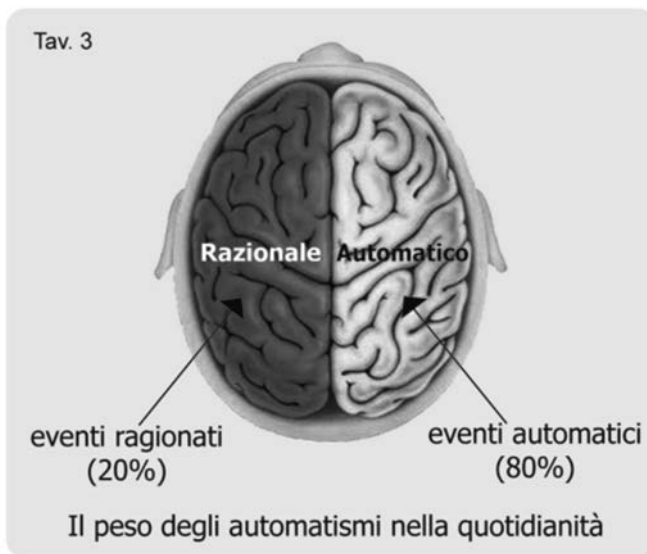 Tav. 3
Razionale Automatico
eventi ragionati
(20%)
eventi automatici
(80%)
Il peso degli automatismi nella quotidianità